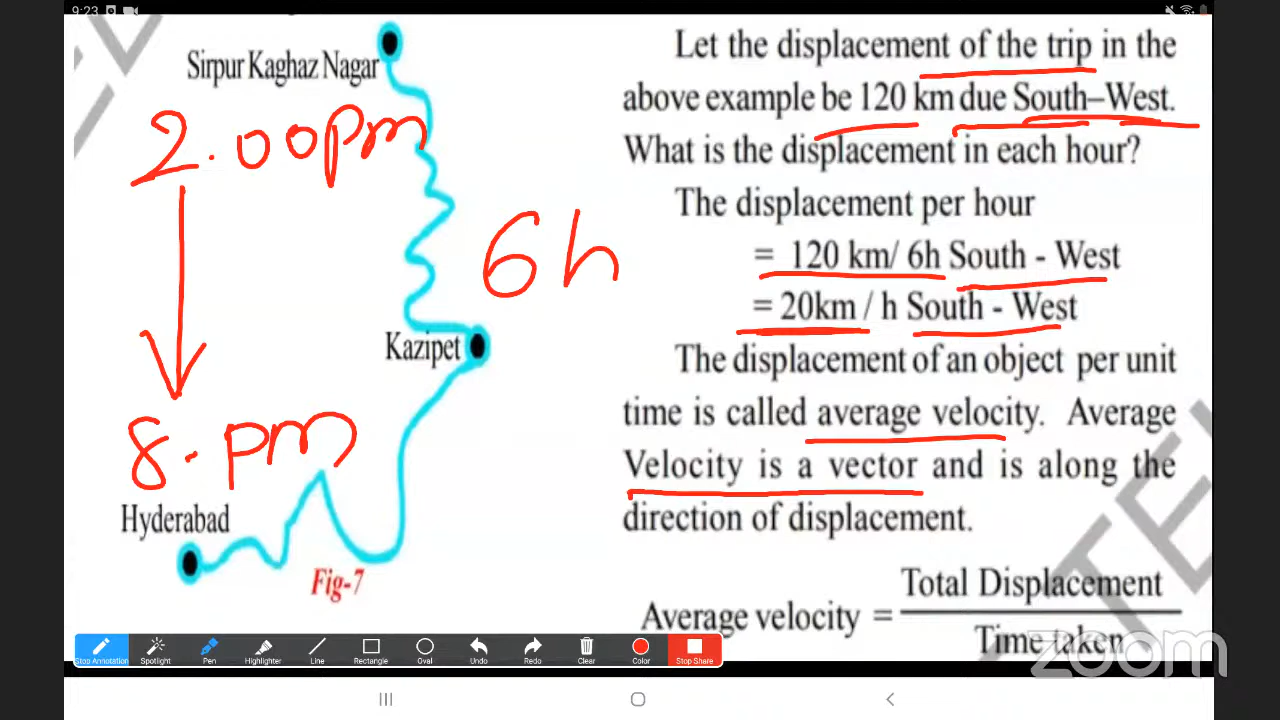 9:23
Sirpur Kaghaz Nagar
2.00pm
6h
Kazipet
8.pm
Hyderabad
Fig-7
Let the displacement of the trip in the
above example be 120 km due South–West.
What is the displacement in each hour?
The displacement per hour
= 120 km/ 6h South - West
= 20km / h South - West
The displacement of an object per unit
time is called average velocity. Average
Velocity is a vector and is along the
direction of displacement.
Average velocity = Total Displacement
Time taken
zoom
Stop Annotation Spotlight Pen Highlighter Line Rectangle Oval Undo Redo Clear Color Stop Share